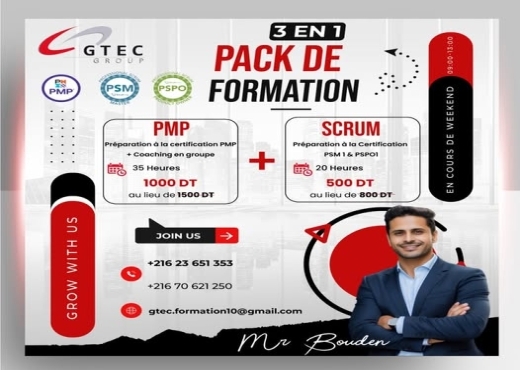 3 EN 1
GTEC
GROUP
PACK DE
FORMATION
PMP
PSM
PSPO
09:00-13:00
EN COURS DE WEEKEND
PMP
Préparation à la certification PMP
+ Coaching en groupe
35 Heures
1000 DT
au lieu de 1500 DT
+
SCRUM
Préparation à la Certification
PSM 1 & PSPO1
20 Heures
500 DT
au lieu de 800 DT
GROW WITH US
JOIN US
+216 23 651 353
+216 70 621 250
gtec.formation10@gmail.com
Mr Bouden